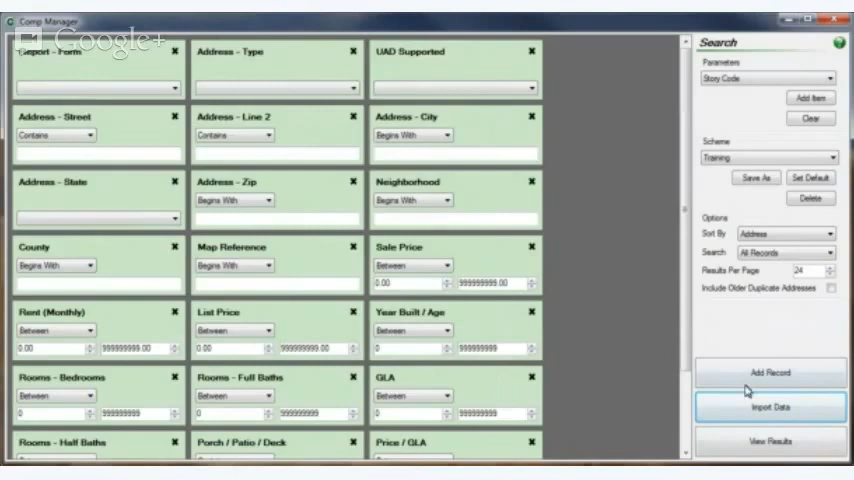 Comp Manager
Google+
Report - Form
Address - Type
UAD Supported
Address - Street
Contains
Address - Line 2
Contains
Address - City
Begins With
Address - State
Address - Zip
Begins With
Neighborhood
Begins With
County
Begins With
Map Reference
Begins With
Sale Price
Between
0.00
999999999.00
Rent (Monthly)
Between
0.00
999999999.00
List Price
Between
0.00
999999999.00
Year Built / Age
Between
0
999999999
Rooms - Bedrooms
Between
0
999999999
Rooms - Full Baths
Between
0
999999999
GLA
Between
0
999999999
Rooms - Half Baths
Porch / Patio / Deck
Price / GLA
Search
Parameters
Story Code
Add Item
Clear
Scheme
Training
Save As
Set Default
Delete
Options
Sort By
Address
Search
All Records
Results Per Page
24
Include Older Duplicate Addresses
Add Record
Import Data
View Results